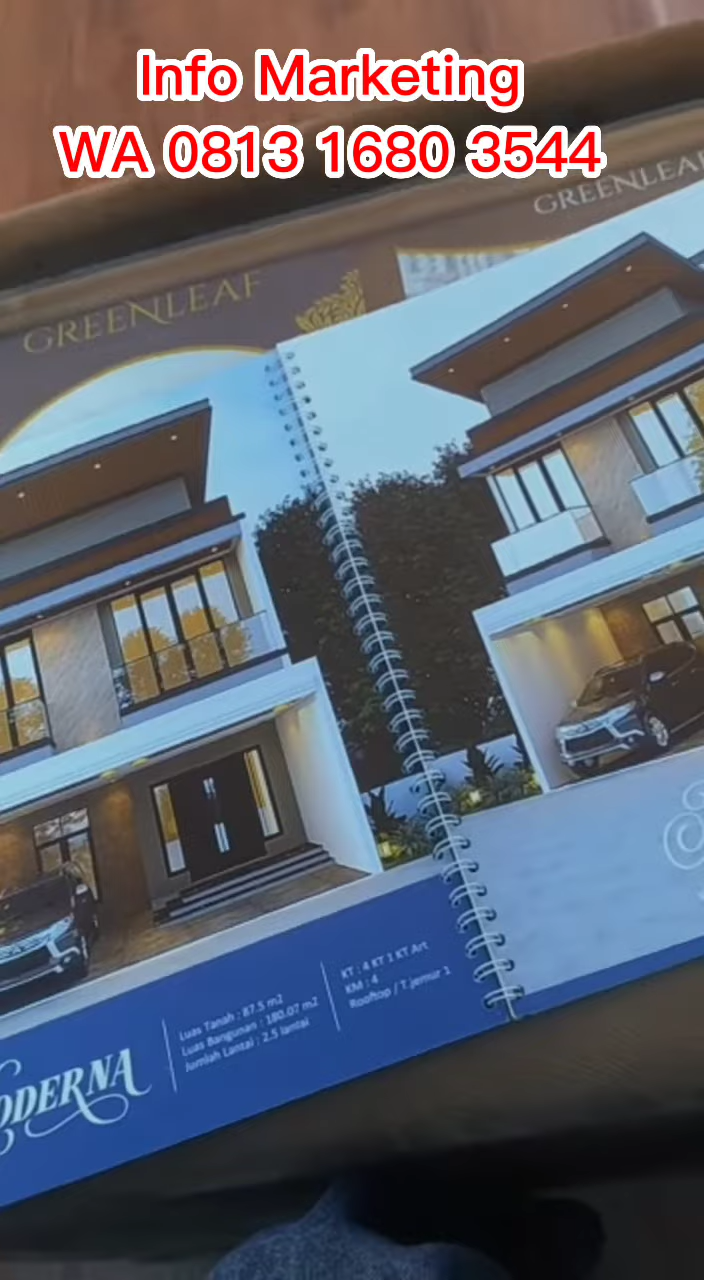 Info Marketing
WA 0813 1680 3544
GREENLEAF
GREENLEAF
Luas Tanah : 87.5 m2
Luas Bangunan : 180.07 m2
Jumlah Lantai : 2.5 lantai
KT : 4 KT 1 KT Art
KM : 4
Rooftop / T.jemur 1
ODERNA